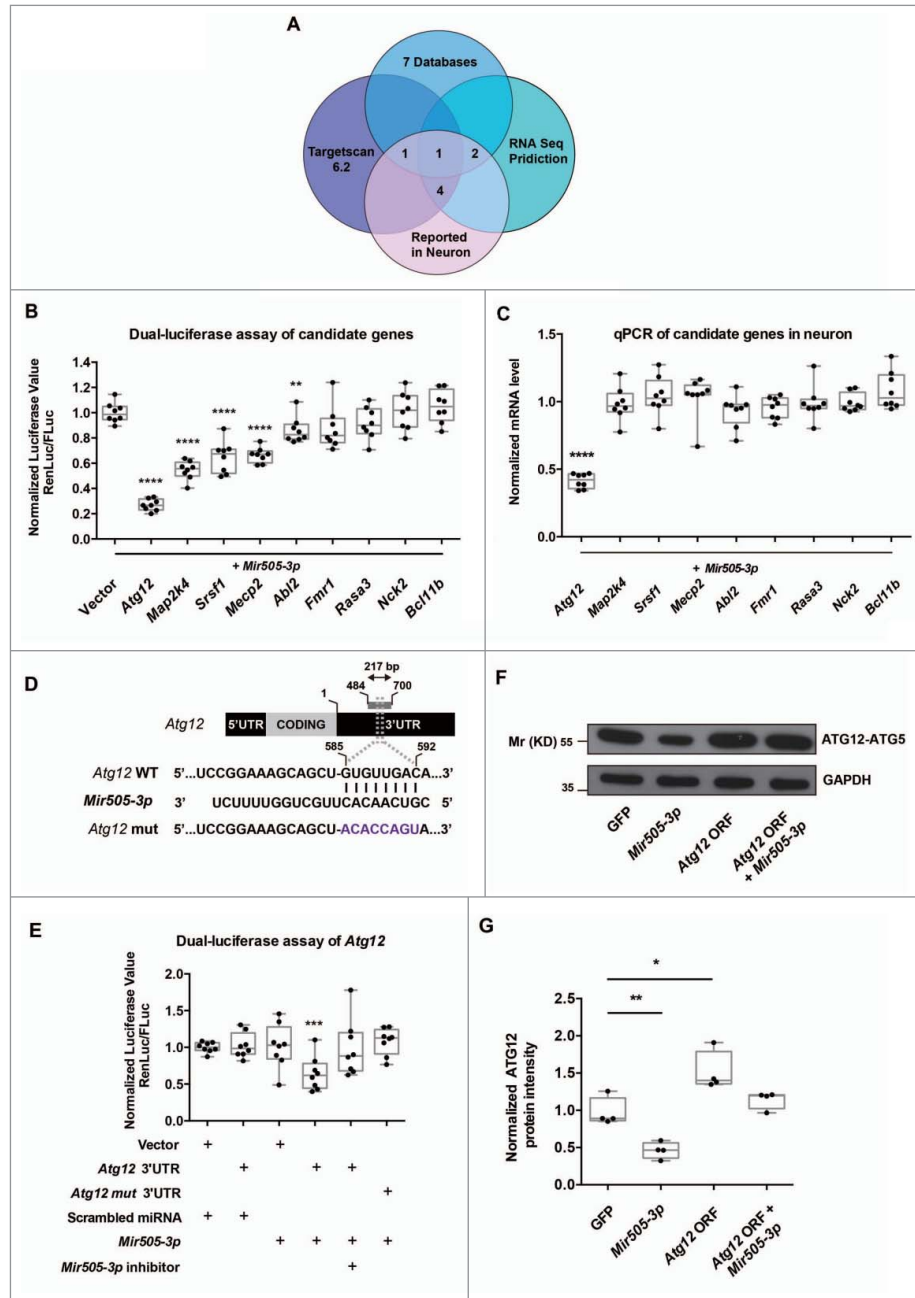 A
7 Databases
Targetscan
6.2
1
1
2
RNA Seq
Pridiction
4
Reported
in Neuron
B
Dual-luciferase assay of candidate genes
Normalized Luciferase Value
RenLuc/FLuc
1.4
1.2
1.0
0.8
0.6
0.4
0.2
0.0
****
****
****
****
**
+ Mir505-3p
Vector
Atg12
Map2k4
Srsf1
Mecp2
Abl2
Fmr1
Rasa3
Nck2
Bcl11b
C
qPCR of candidate genes in neuron
Normalized mRNA level
1.5
1.0
0.5
0.0
****
+ Mir505-3p
Atg12
Map2k4
Srsf1
Mecp2
Abl2
Fmr1
Rasa3
Nck2
Bcl11b
D
217 bp
484 700
1
Atg12 5'UTR CODING 3'UTR
585 592
Atg12 WT 5'...UCCGGAAAGCAGCU-GUGUUGACA...3'
Mir505-3p 3' UCUUUUGGUCGUUCACAACUGC 5'
Atg12 mut 5'...UCCGGAAAGCAGCU-ACACCAGUA...3'
F
Mr (KD) 55
ATG12-ATG5
35
GAPDH
GFP
Mir505-3p
Atg12 ORF
Atg12 ORF
+ Mir505-3p
E
Dual-luciferase assay of Atg12
Normalized Luciferase Value
RenLuc/FLuc
2.0
1.5
1.0
0.5
0.0
***
Vector + +
Atg12 3'UTR + + +
Atg12 mut 3'UTR +
Scrambled miRNA + +
Mir505-3p + + + +
Mir505-3p inhibitor +
G
Normalized ATG12
protein intensity
2.5
2.0
1.5
1.0
0.5
0.0
*
**
GFP
Mir505-3p
Atg12 ORF
Atg12 ORF +
Mir505-3p